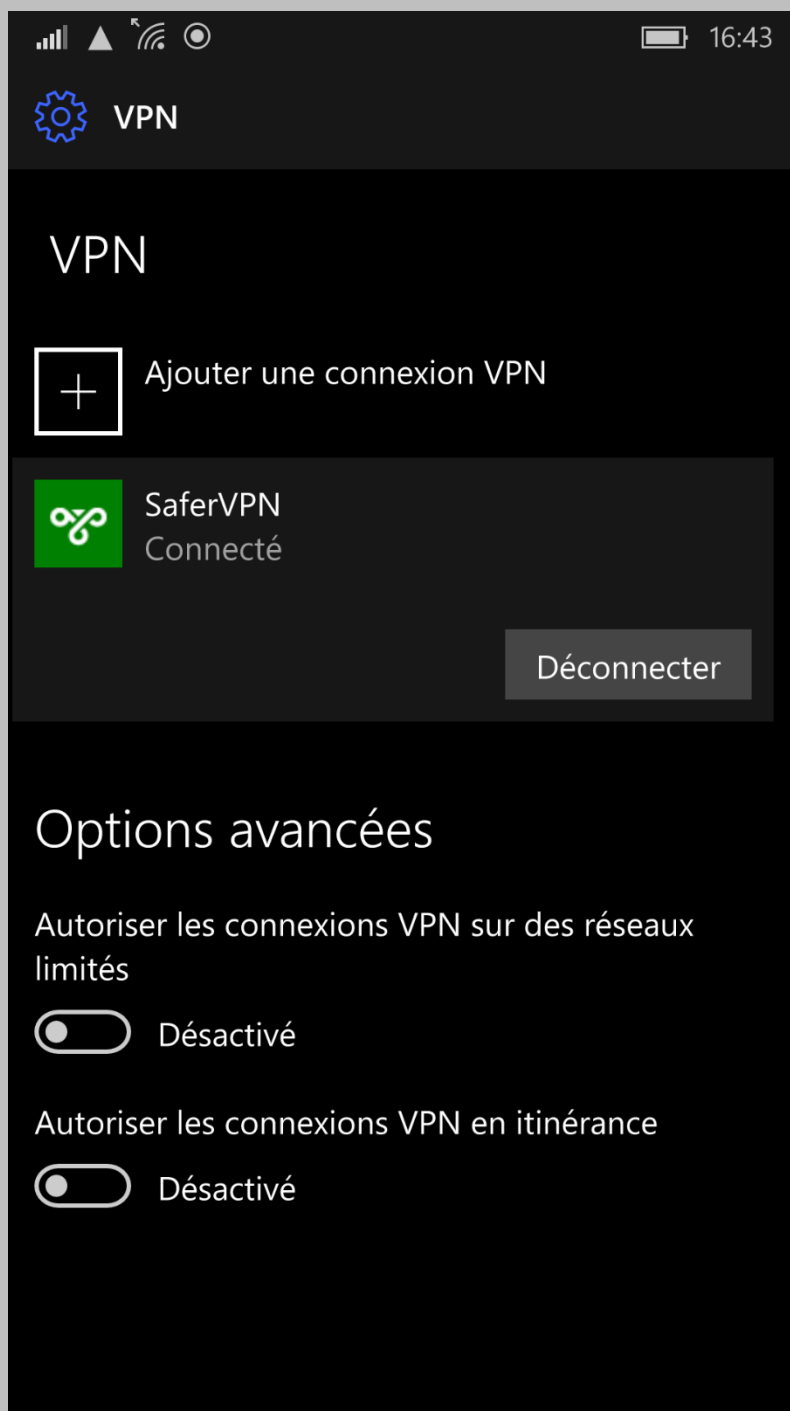 16:43
VPN
VPN
Ajouter une connexion VPN
SaferVPN
Connecté
Déconnecter
Options avancées
Autoriser les connexions VPN sur des réseaux
limités
Désactivé
Autoriser les connexions VPN en itinérance
Désactivé